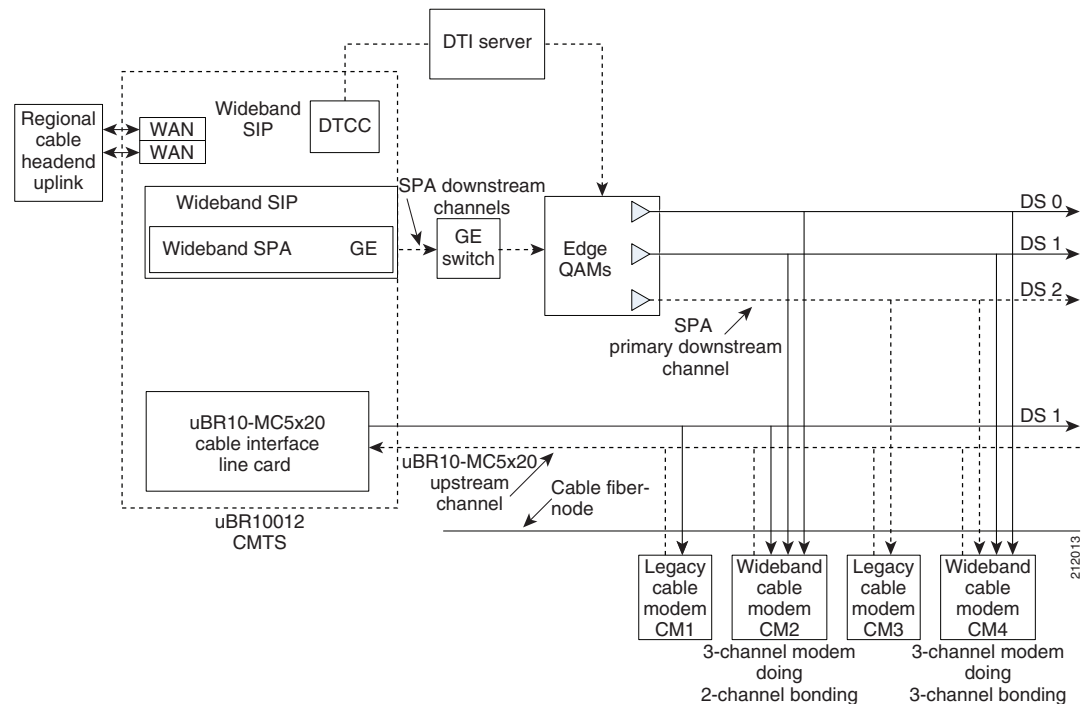 DTI server
Regional
cable
headend
uplink
WAN
WAN
Wideband
SIP
DTCC
Wideband SIP
Wideband SPA GE
SPA downstream
channels
GE
switch
Edge
QAMs
DS 0
DS 1
DS 2
SPA
primary downstream
channel
uBR10-MC5x20
cable interface
line card
DS 1
uBR10-MC5x20
upstream
channel
Cable fiber-
node
uBR10012
CMTS
Legacy
cable
modem
CM1
Wideband
cable
modem
CM2
Legacy
cable
modem
CM3
Wideband
cable
modem
CM4
3-channel modem
doing
2-channel bonding
3-channel modem
doing
3-channel bonding
212013